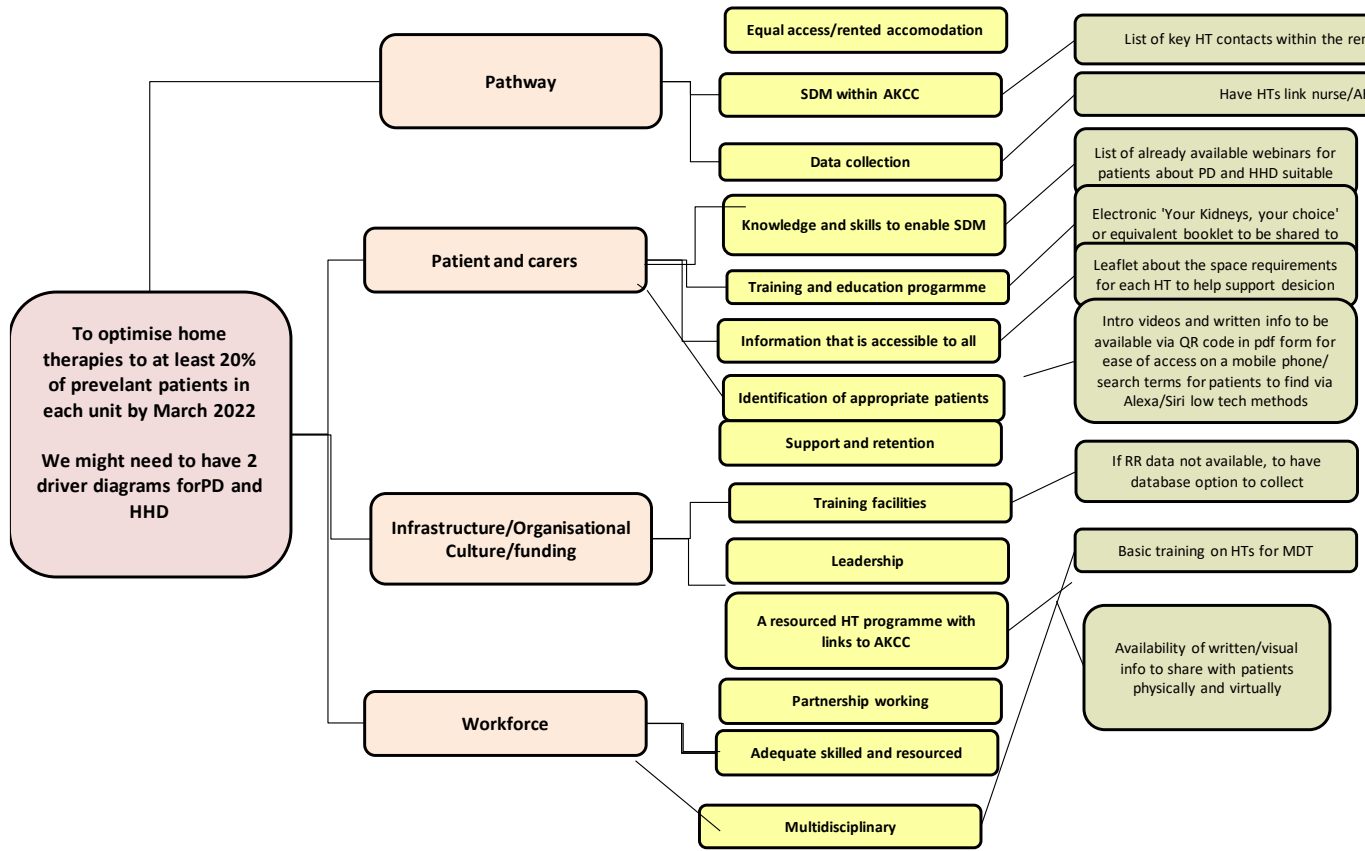 To optimise home
therapies to at least 20%
of prevelant patients in
each unit by March 2022
We might need to have 2
driver diagrams forPD and
HHD
Pathway
Patient and carers
Infrastructure/Organisational
Culture/funding
Workforce
Equal access/rented accomodation
SDM within AKCC
Data collection
Knowledge and skills to enable SDM
Training and education progarmme
Information that is accessible to all
Identification of appropriate patients
Support and retention
Training facilities
Leadership
A resourced HT programme with
links to AKCC
Partnership working
Adequate skilled and resourced
Multidisciplinary
List of key HT contacts within the
Have HTs link
List of already available webinars for
patients about PD and HHD suitable
Electronic 'Your Kidneys, your choice'
or equivalent booklet to be shared to
Leaflet about the space requirements
for each HT to help support desicion
Intro videos and written info to be
available via QR code in pdf form for
ease of access on a mobile phone/
search terms for patients to find via
Alexa/Siri low tech methods
If RR data not available, to have
database option to collect
Basic training on HTs for MDT
Availability of written/visual
info to share with patients
physically and virtually